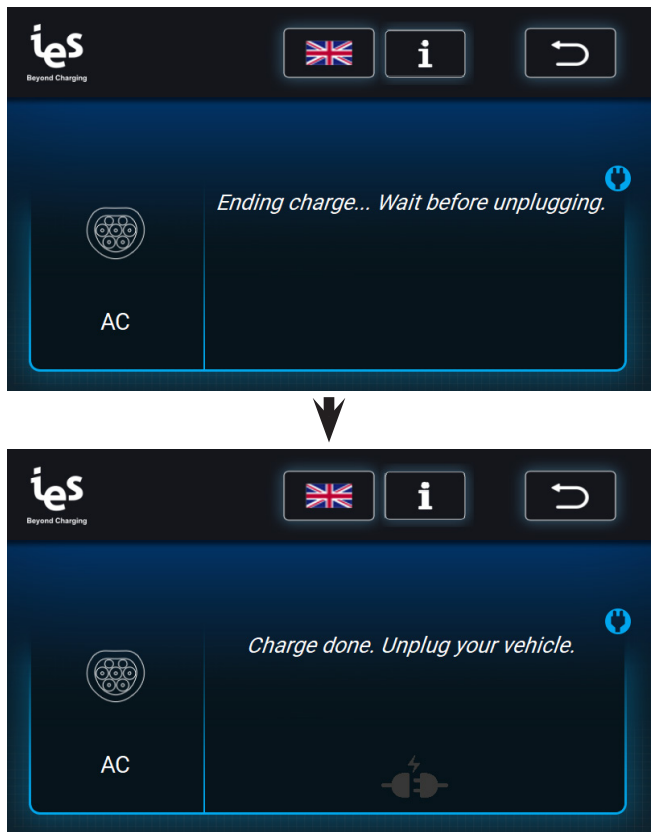 ies
Beyond Charging
i
Ending charge... Wait before unplugging.
AC
ies
Beyond Charging
i
Charge done. Unplug your vehicle.
AC